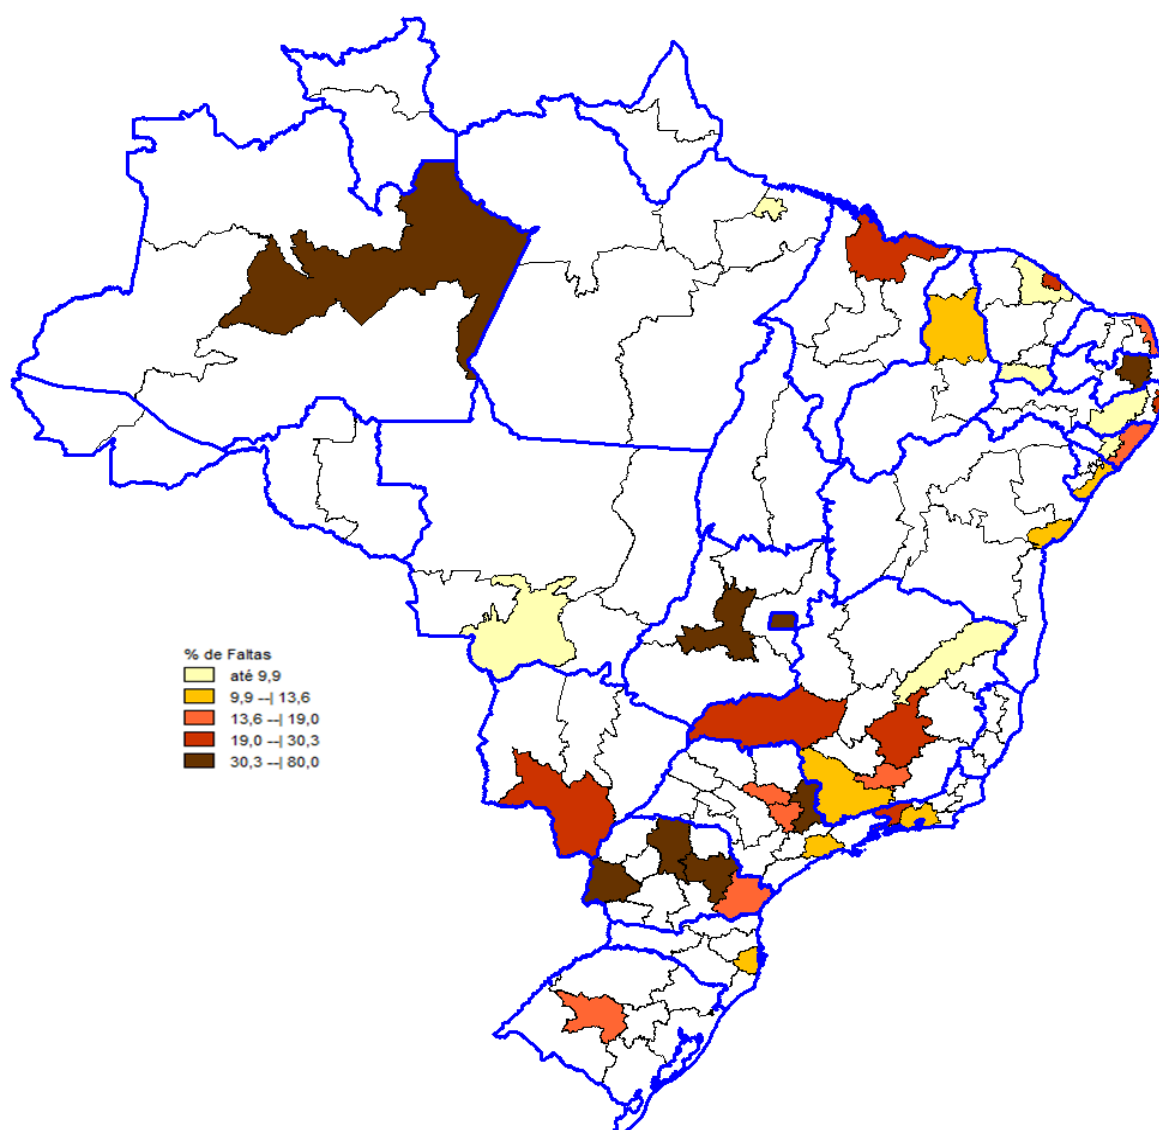 % de Faltas
até 9,9
9,9 --| 13,6
13,6 --| 19,0
19,0 --| 30,3
30,3 --| 80,0